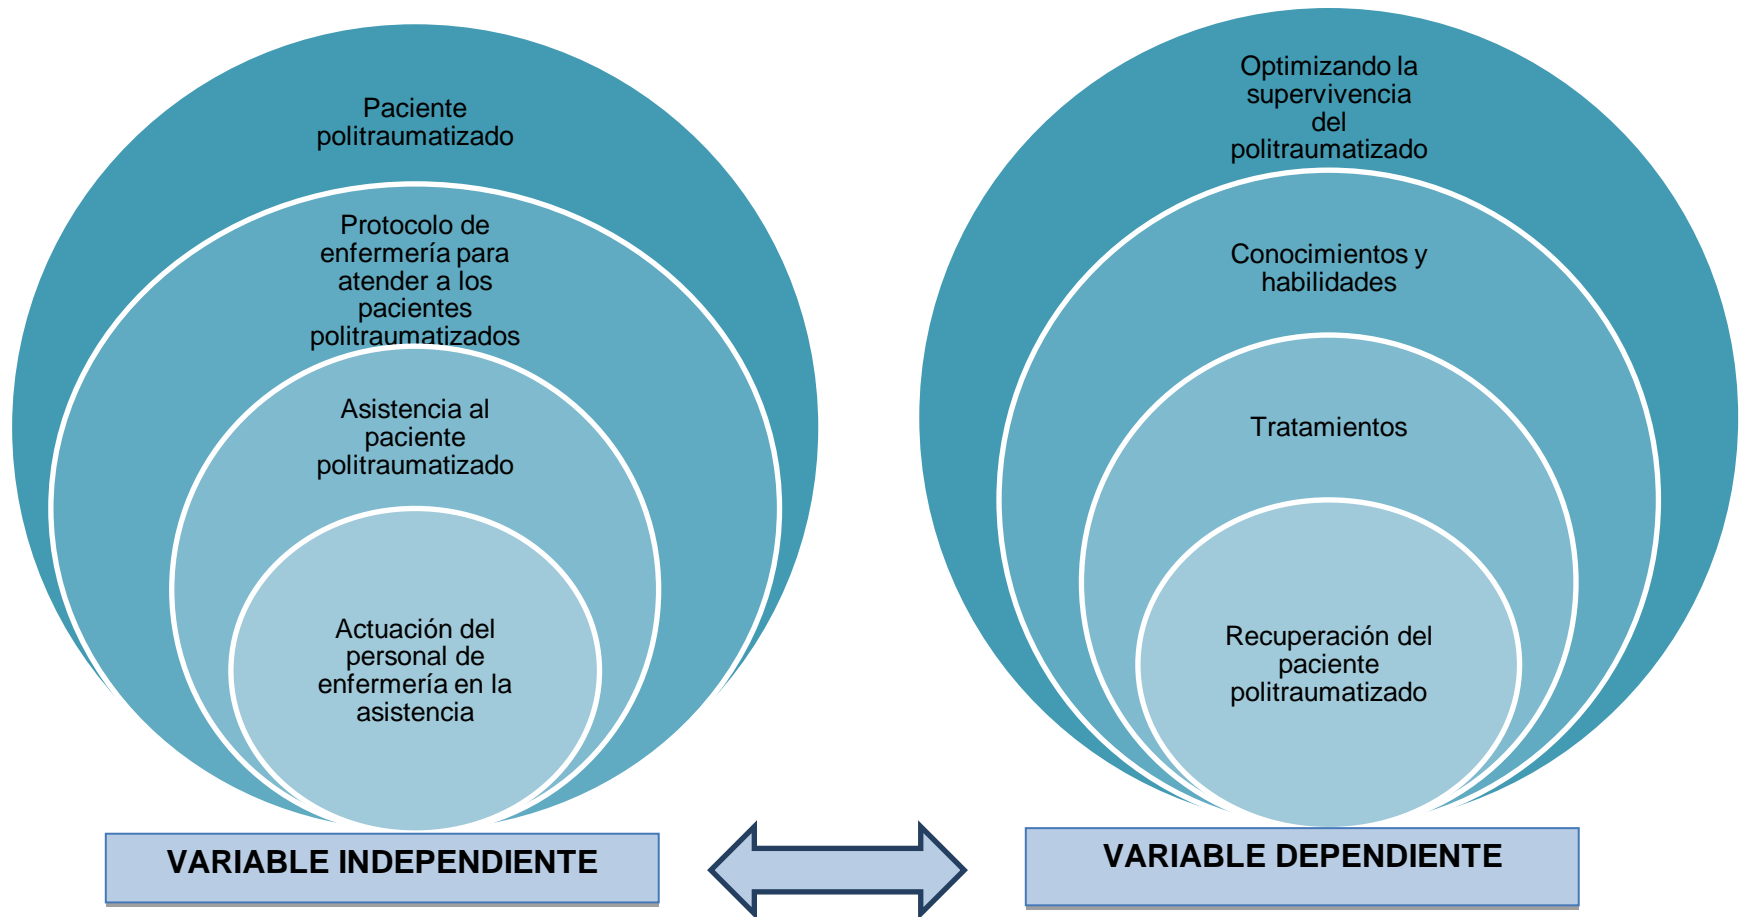 Paciente
politraumatizado
Protocolo de
enfermería para
atender a los
pacientes
politraumatizados
Asistencia al
paciente
politraumatizado
Actuación del
personal de
enfermería en la
asistencia
VARIABLE INDEPENDIENTE
Optimizando la
supervivencia
del
politraumatizado
Conocimientos y
habilidades
Tratamientos
Recuperación del
paciente
politraumatizado
VARIABLE DEPENDIENTE